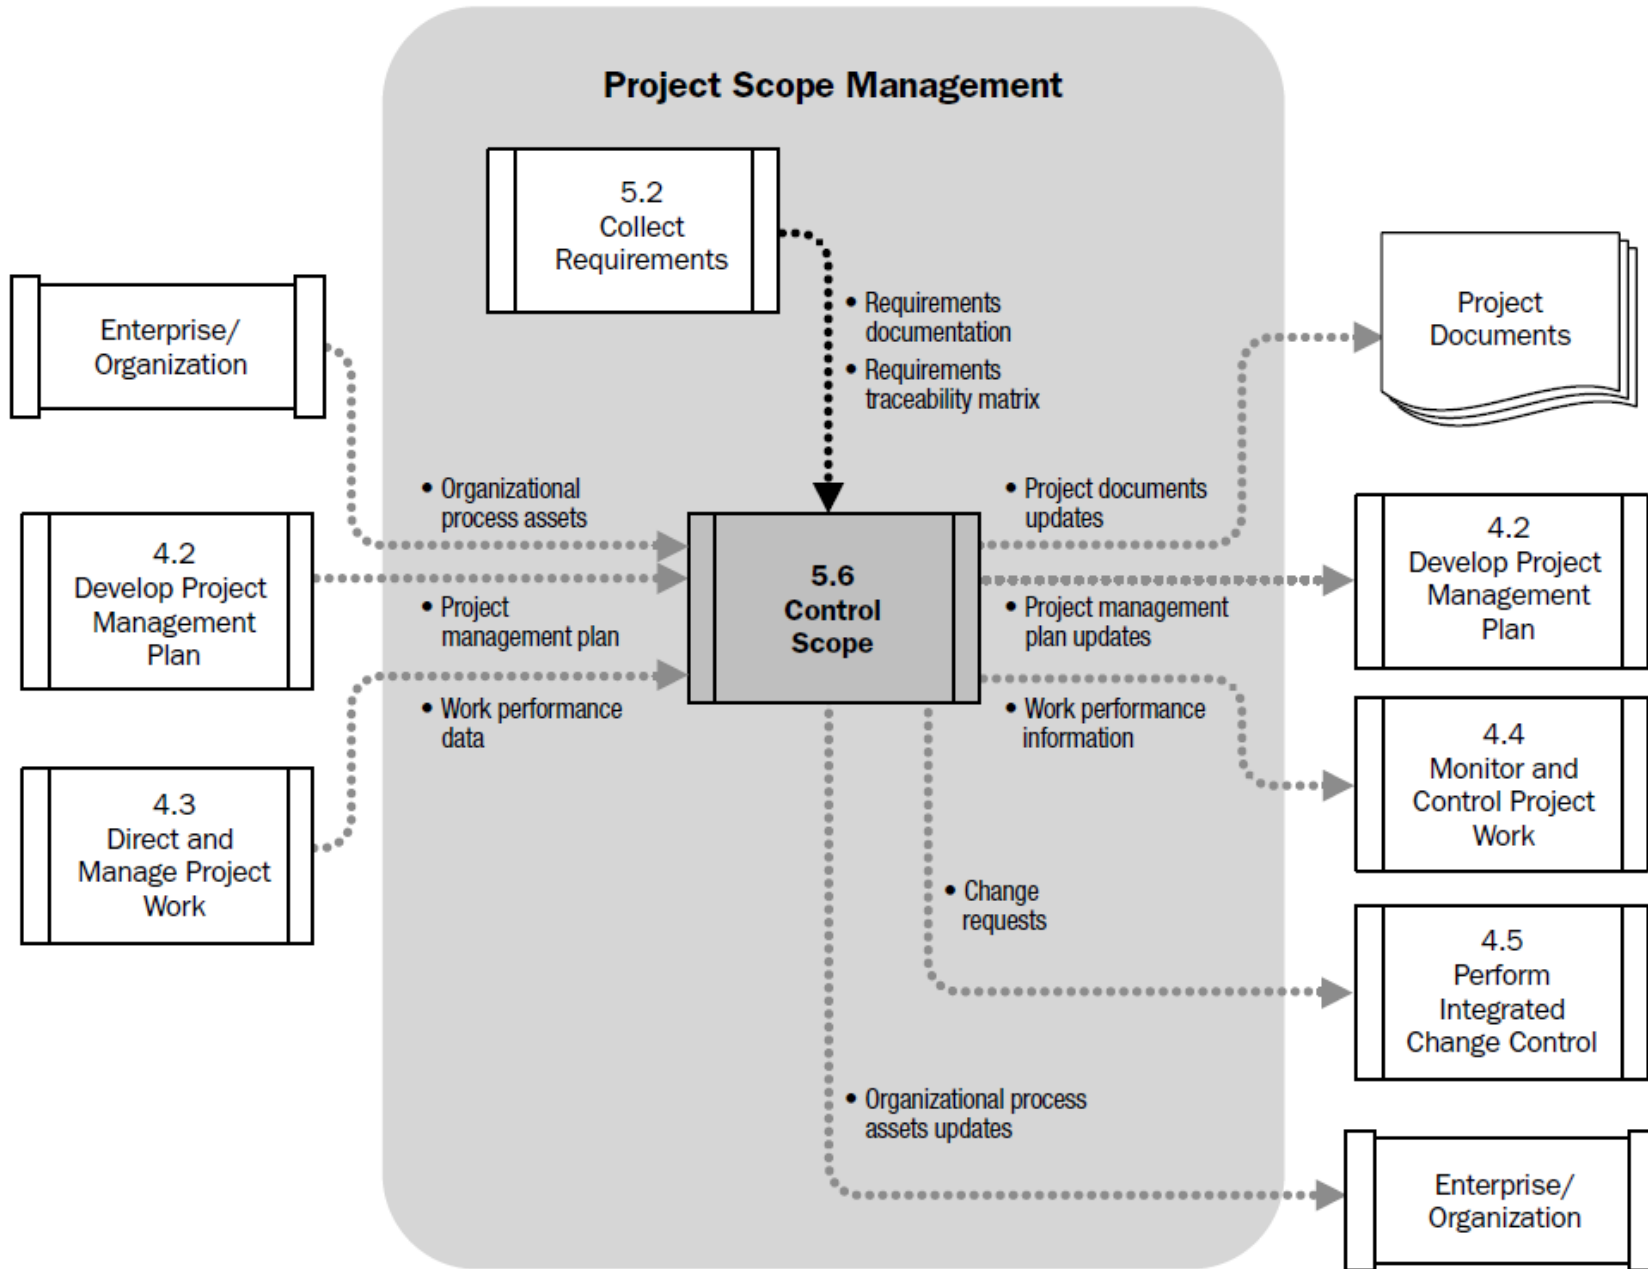 Project Scope Management
5.2
Collect
Requirements
• Requirements
documentation
• Requirements
traceability matrix
Enterprise/
Organization
4.2
Develop Project
Management
Plan
4.3
Direct and
Manage Project
Work
• Organizational
process assets
• Project
management plan
• Work performance
data
5.6
Control
Scope
• Project documents
updates
• Project management
plan updates
• Work performance
information
• Change
requests
• Organizational process
assets updates
Project
Documents
4.2
Develop Project
Management
Plan
4.4
Monitor and
Control Project
Work
4.5
Perform
Integrated
Change Control
Enterprise/
Organization